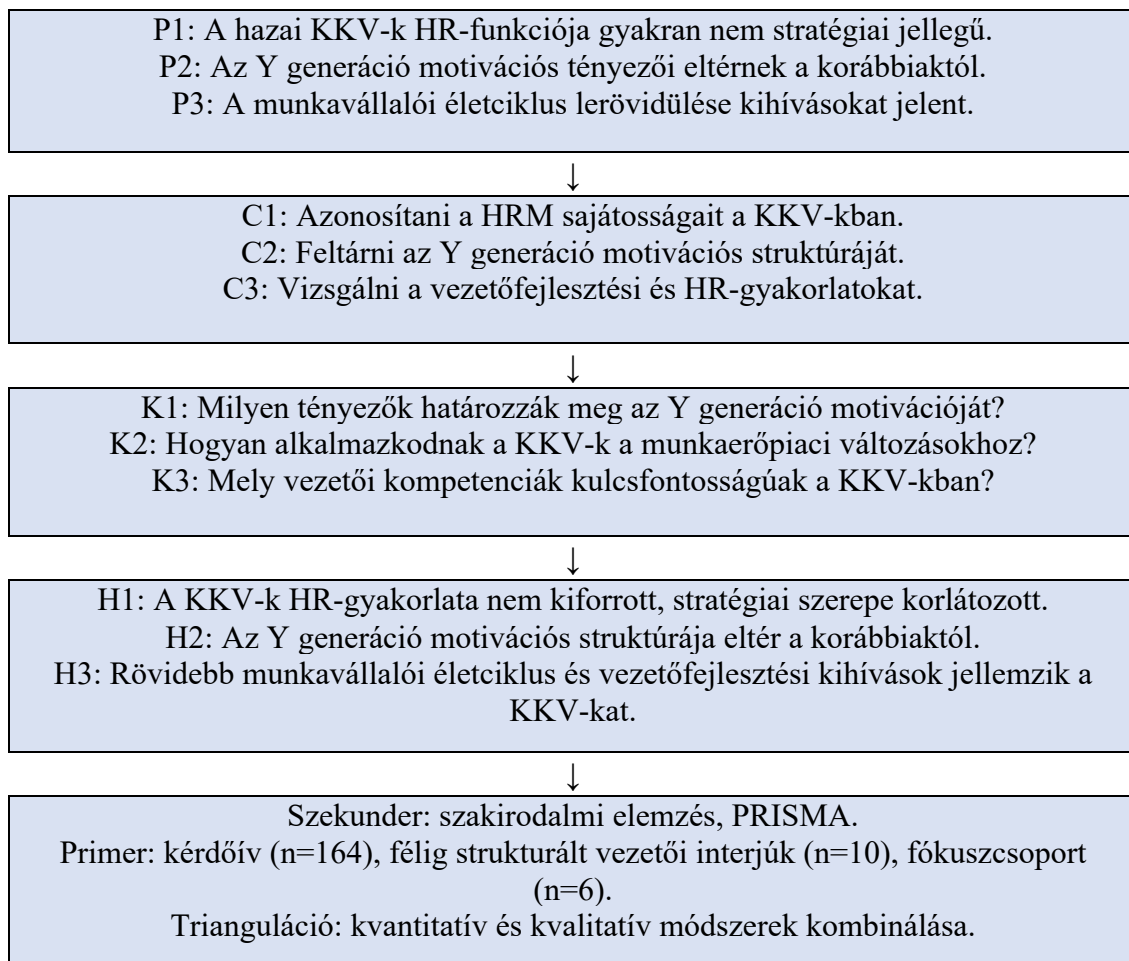 P1: A hazai KKV-k HR-funkciója gyakran nem stratégiai jellegű.
P2: Az Y generáció motivációs tényezői eltérnek a korábbiaktól.
P3: A munkavállalói életciklus lerövidülése kihívásokat jelent.
↓
C1: Azonosítani a HRM sajátosságait a KKV-kban.
C2: Feltárni az Y generáció motivációs struktúráját.
C3: Vizsgálni a vezetőfejlesztési és HR-gyakorlatokat.
↓
K1: Milyen tényezők határozzák meg az Y generáció motivációját?
K2: Hogyan alkalmazkodnak a KKV-k a munkaerőpiaci változásokhoz?
K3: Mely vezetői kompetenciák kulcsfontosságúak a KKV-kban?
↓
H1: A KKV-k HR-gyakorlata nem kiforrott, stratégiai szerepe korlátozott.
H2: Az Y generáció motivációs struktúrája eltér a korábbiaktól.
H3: Rövidebb munkavállalói életciklus és vezetőfejlesztési kihívások jellemzik a
KKV-kat.
↓
Szekunder: szakirodalmi elemzés, PRISMA.
Primer: kérdőív (n=164), félig strukturált vezetői interjúk (n=10), fókuszcsoport
(n=6).
Trianguláció: kvantitatív és kvalitatív módszerek kombinálása.